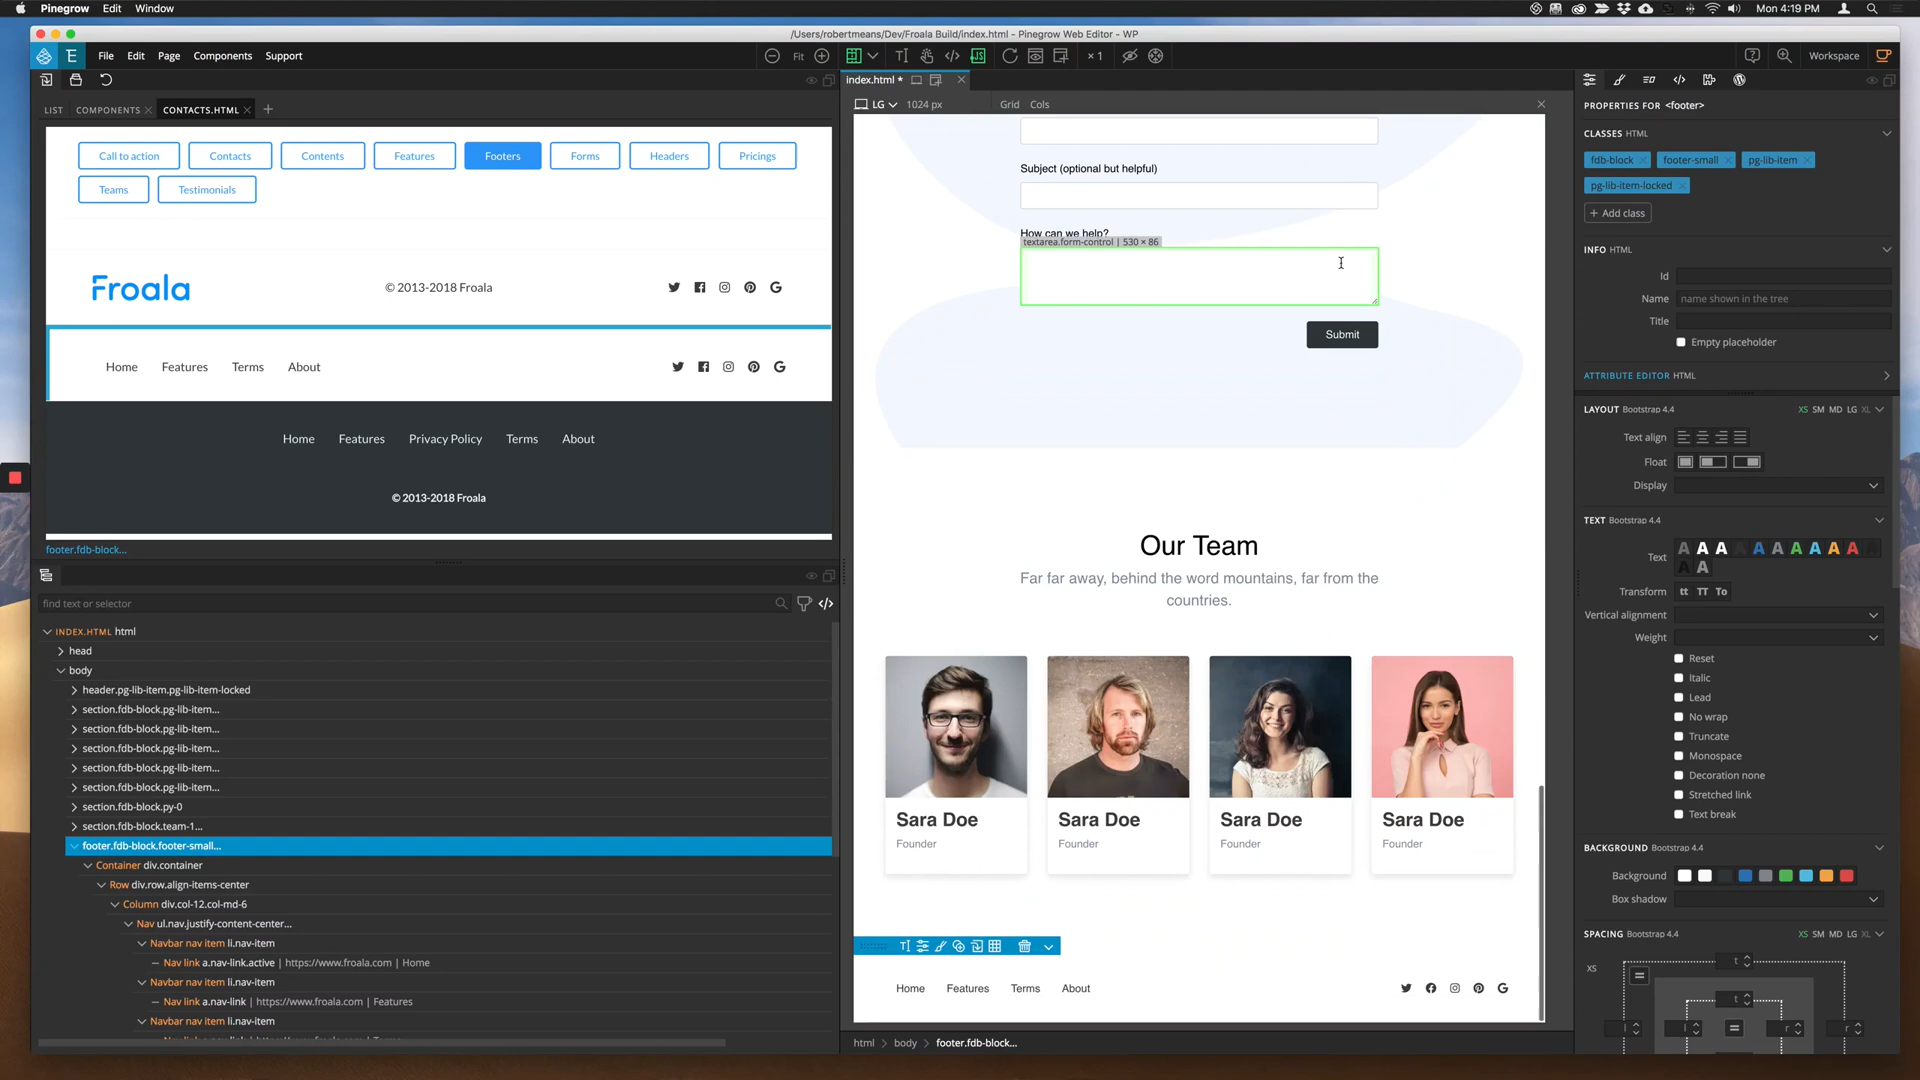 Pinegrow Edit Window
Mon 4:19 PM
/Users/robertmeans/Dev/Froala Build/index.html * - Pinegrow Web Editor - WP
File Edit Page Components Support
Fit
× 1
Workspace
LIST COMPONENTS CONTACTS.HTML
Call to action Contacts Contents Features Footers Forms Headers Pricings
Teams Testimonials
Froala © 2013-2018 Froala
Home Features Terms About
Home Features Privacy Policy Terms About
© 2013-2018 Froala
footer.fdb-block...
find text or selector
INDEX.HTML html
head
body
header.pg-lib-item.pg-lib-item-locked
section.fdb-block.pg-lib-item...
section.fdb-block.pg-lib-item...
section.fdb-block.pg-lib-item...
section.fdb-block.pg-lib-item...
section.fdb-block.pg-lib-item...
section.fdb-block.py-0
section.fdb-block.team-1...
footer.fdb-block.footer-small...
Container div.container
Row div.row.align-items-center
Column div.col-12.col-md-6
Nav ul.nav.justify-content-center...
Navbar nav item li.nav-item
Nav link a.nav-link.active | https://www.froala.com | Home
Navbar nav item li.nav-item
Nav link a.nav-link | https://www.froala.com | Features
Navbar nav item li.nav-item
index.html *
LG 1024 px Grid Cols
Subject (optional but helpful)
How can we help?
textarea.form-control | 530 × 86
Submit
Our Team
Far far away, behind the word mountains, far from the
countries.
Sara Doe Sara Doe Sara Doe Sara Doe
Founder Founder Founder Founder
Home Features Terms About
html > body > footer.fdb-block...
PROPERTIES FOR <footer>
CLASSES HTML
fdb-block footer-small pg-lib-item
pg-lib-item-locked
+ Add class
INFO HTML
Id
Name name shown in the tree
Title
Empty placeholder
ATTRIBUTE EDITOR HTML
LAYOUT Bootstrap 4.4 XS SM MD LG XL
Text align
Float
Display
TEXT Bootstrap 4.4
Text A A A A A A A A A A
A A
Transform tt TT To
Vertical alignment
Weight
Reset
Italic
Lead
No wrap
Truncate
Monospace
Decoration none
Stretched link
Text break
BACKGROUND Bootstrap 4.4
Background
Box shadow
SPACING Bootstrap 4.4 XS SM MD LG XL
XS t
t
l l r r